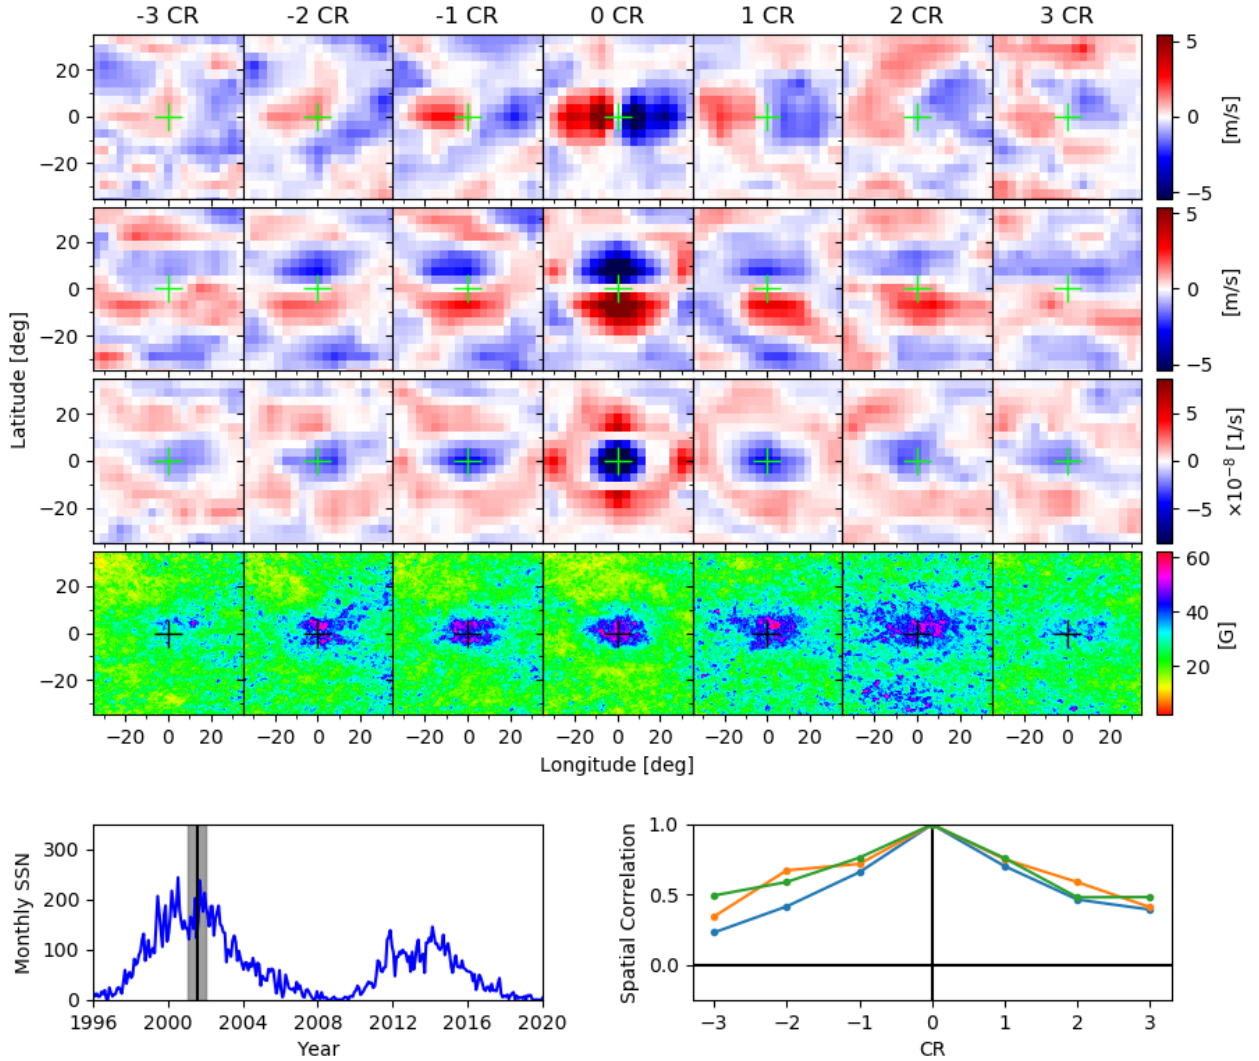 -3 CR -2 CR -1 CR 0 CR 1 CR 2 CR 3 CR
20 0 −20
5 0 −5 [m/s]
20 0 −20
5 0 −5 [m/s]
Latitude [deg]
20 0 −20
5 0 −5 ×10⁻⁸ [1/s]
20 0 −20
60 40 20 [G]
−20 0 20 −20 0 20 −20 0 20 −20 0 20 −20 0 20 −20 0 20 −20 0 20
Longitude [deg]
Monthly SSN
300
200
100
0
1996 2000 2004 2008 2012 2016 2020
Year
Spatial Correlation
1.0
0.5
0.0
−3 −2 −1 0 1 2 3
CR